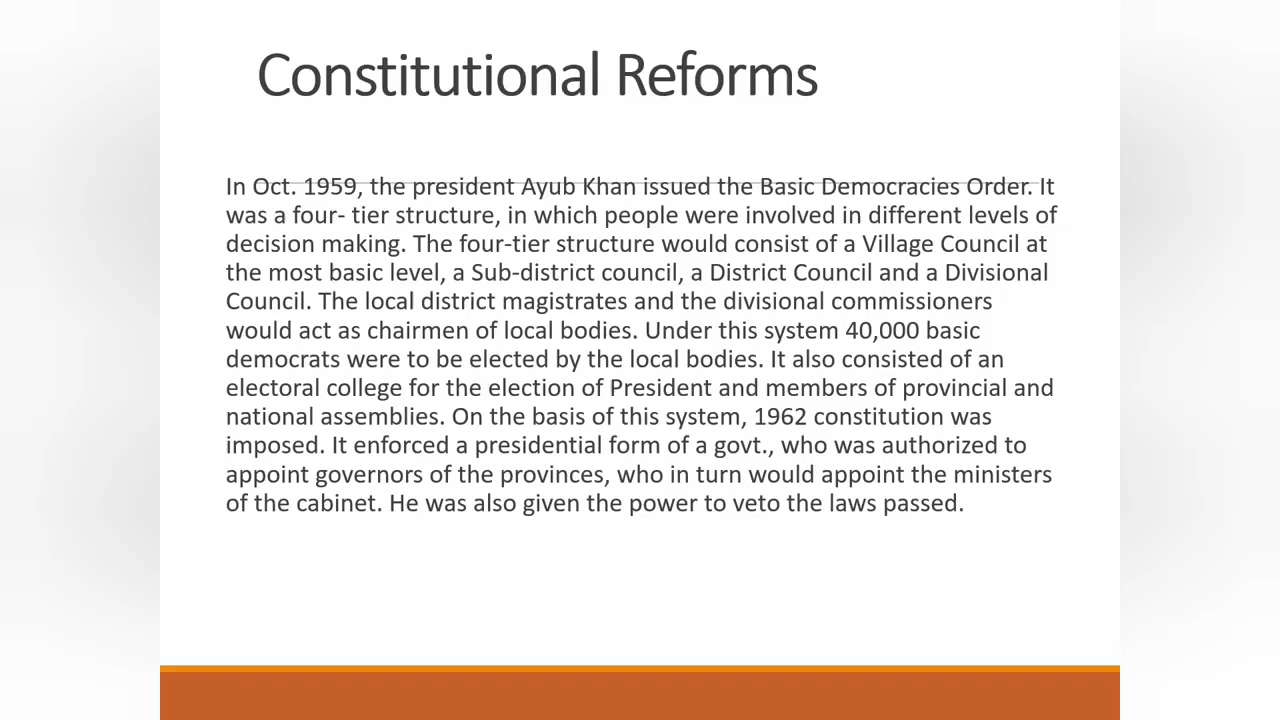 Constitutional Reforms
In Oct. 1959, the president Ayub Khan issued the Basic Democracies Order. It
was a four- tier structure, in which people were involved in different levels of
decision making. The four-tier structure would consist of a Village Council at
the most basic level, a Sub-district council, a District Council and a Divisional
Council. The local district magistrates and the divisional commissioners
would act as chairmen of local bodies. Under this system 40,000 basic
democrats were to be elected by the local bodies. It also consisted of an
electoral college for the election of President and members of provincial and
national assemblies. On the basis of this system, 1962 constitution was
imposed. It enforced a presidential form of a govt., who was authorized to
appoint governors of the provinces, who in turn would appoint the ministers
of the cabinet. He was also given the power to veto the laws passed.